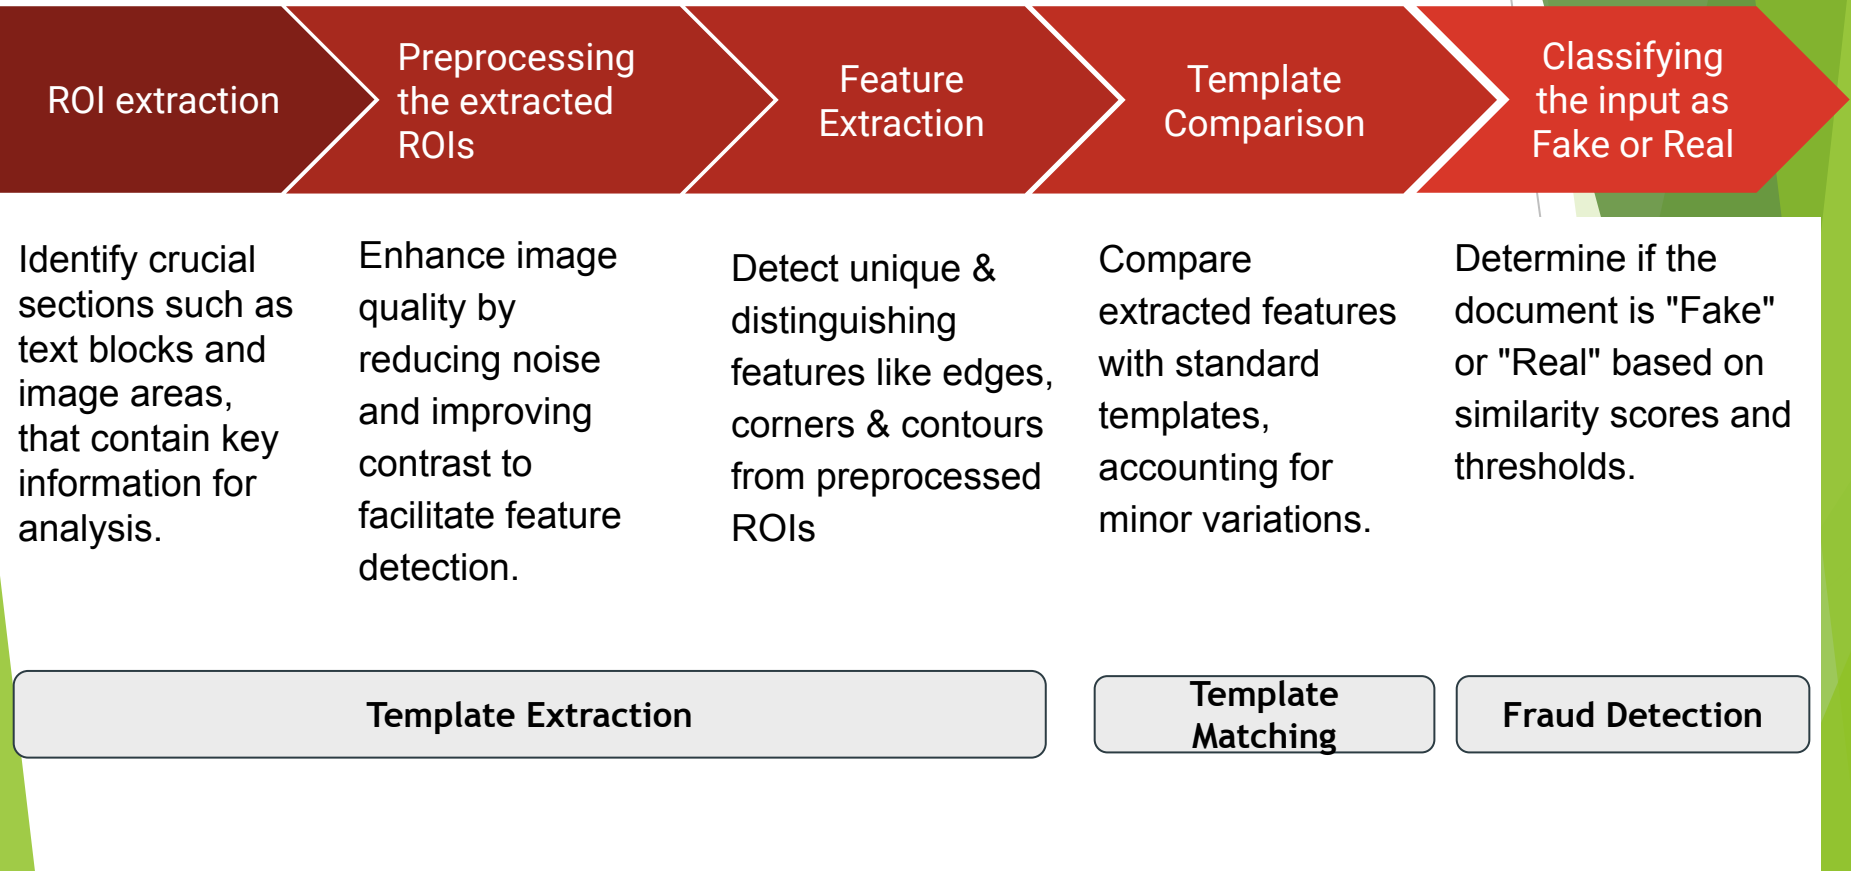 ROI extraction
Preprocessing
the extracted
ROIs
Feature
Extraction
Template
Comparison
Classifying
the input as
Fake or Real
Identify crucial
sections such as
text blocks and
image areas,
that contain key
information for
analysis.
Enhance image
quality by
reducing noise
and improving
contrast to
facilitate feature
detection.
Detect unique &
distinguishing
features like edges,
corners & contours
from preprocessed
ROIs
Compare
extracted features
with standard
templates,
accounting for
minor variations.
Determine if the
document is "Fake"
or "Real" based on
similarity scores and
thresholds.
Template Extraction
Template
Matching
Fraud Detection